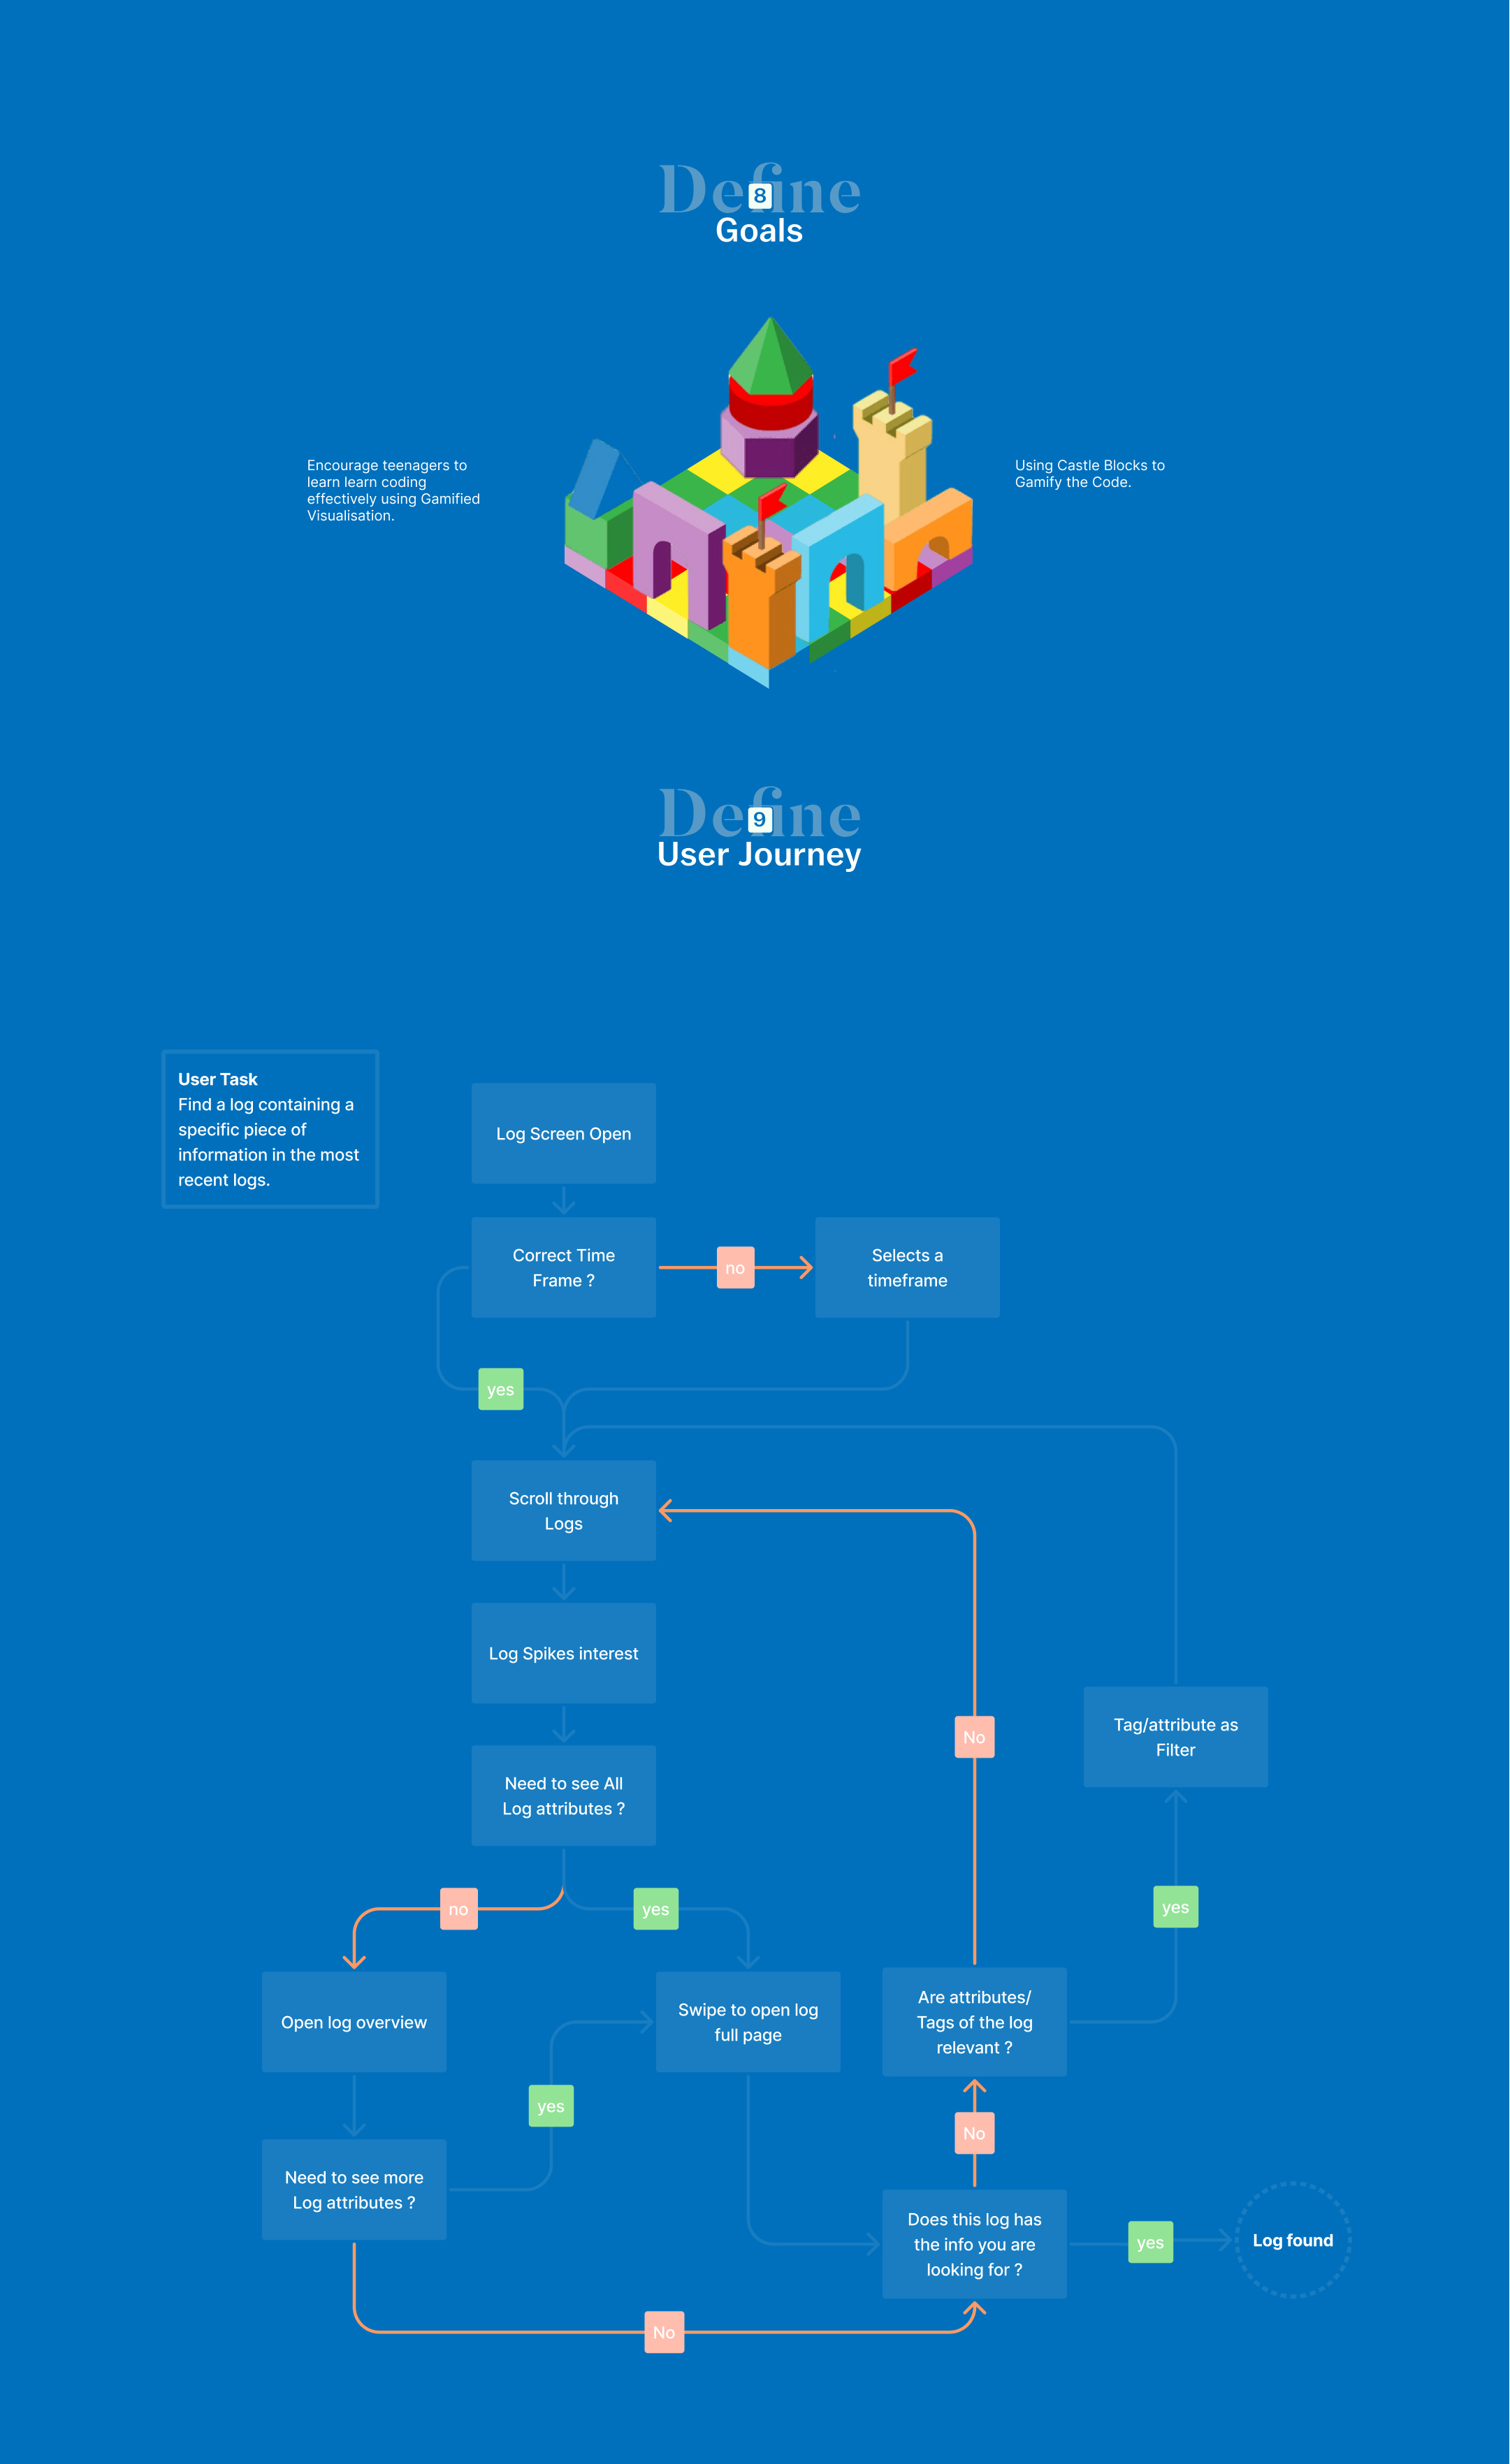 Define
8
Goals
Encourage teenagers to
learn learn coding
effectively using Gamified
Visualisation.
Using Castle Blocks to
Gamify the Code.
Define
9
User Journey
User Task
Find a log containing a
specific piece of
information in the most
recent logs.
Log Screen Open
Correct Time
Frame ?
no
Selects a
timeframe
yes
Scroll through
Logs
Log Spikes interest
No
Tag/attribute as
Filter
Need to see All
Log attributes ?
no
yes
yes
Open log overview
Swipe to open log
full page
Are attributes/
Tags of the log
relevant ?
yes
No
Need to see more
Log attributes ?
Does this log has
the info you are
looking for ?
yes
Log found
No